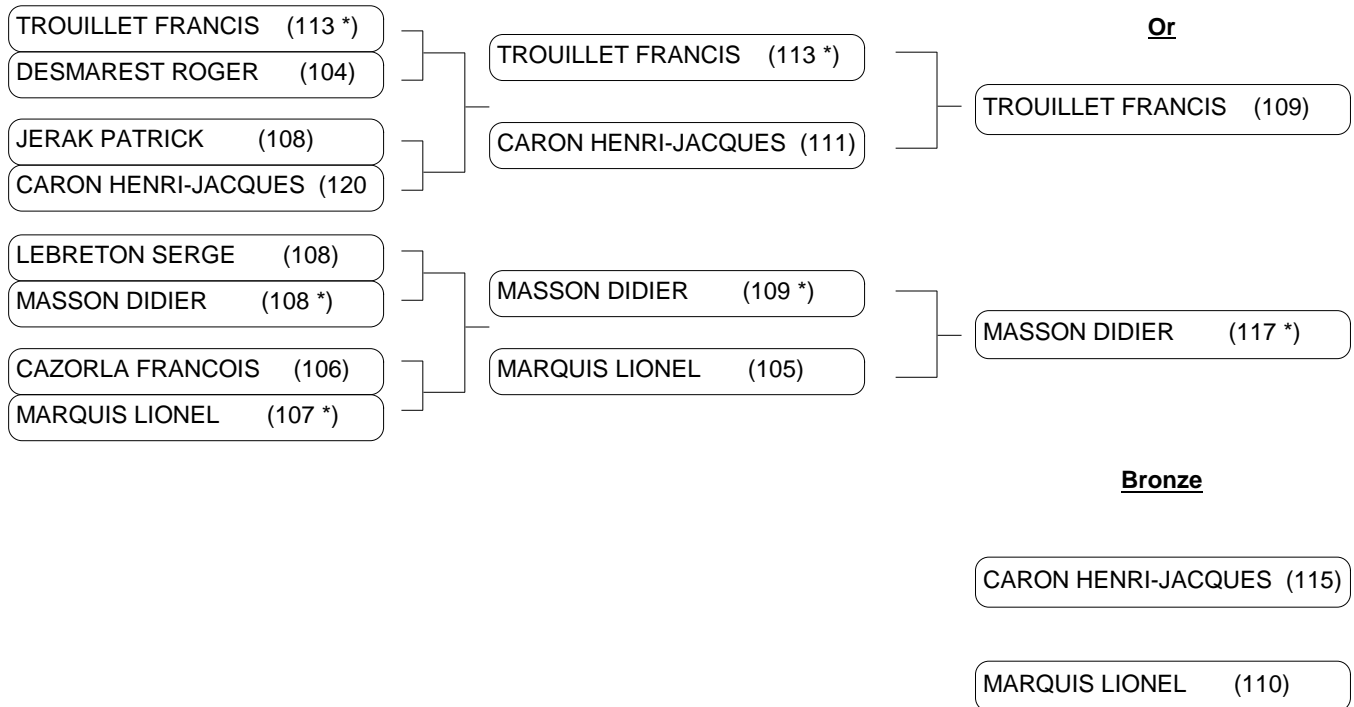 TROUILLET FRANCIS (113 *)
DESMAREST ROGER (104)
JERAK PATRICK (108)
CARON HENRI-JACQUES (120
LEBRETON SERGE (108)
MASSON DIDIER (108 *)
CAZORLA FRANCOIS (106)
MARQUIS LIONEL (107 *)
TROUILLET FRANCIS (113 *)
CARON HENRI-JACQUES (111)
MASSON DIDIER (109 *)
MARQUIS LIONEL (105)
Or
TROUILLET FRANCIS (109)
MASSON DIDIER (117 *)
Bronze
CARON HENRI-JACQUES (115)
MARQUIS LIONEL (110)